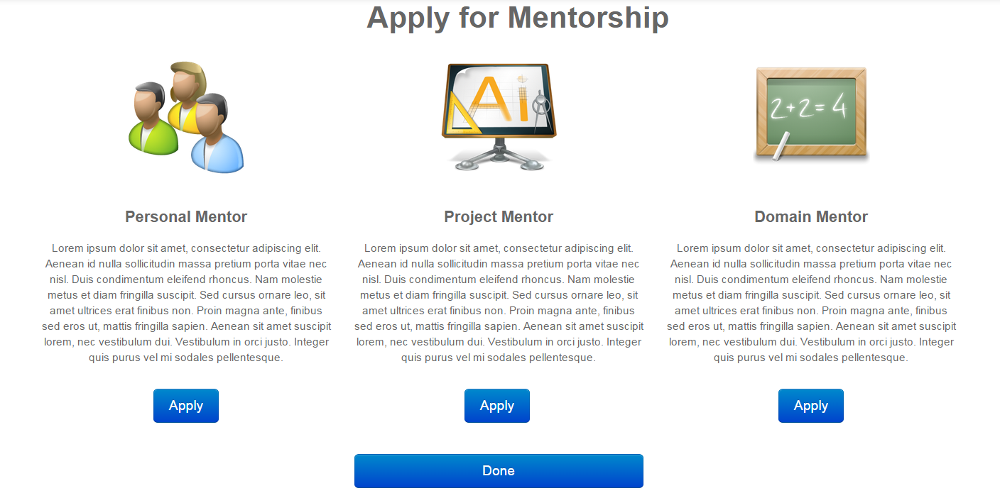 Apply for Mentorship
Ai
2+2=4
Personal Mentor
Lorem ipsum dolor sit amet, consectetur adipiscing elit.
Aenean id nulla sollicitudin massa pretium porta vitae nec
nisl. Duis condimentum eleifend rhoncus. Nam molestie
metus et diam fringilla suscipit. Sed cursus ornare leo, sit
amet ultrices erat finibus non. Proin magna ante, finibus
sed eros ut, mattis fringilla sapien. Aenean sit amet suscipit
lorem, nec vestibulum dui. Vestibulum in orci justo. Integer
quis purus vel mi sodales pellentesque.
Apply
Project Mentor
Lorem ipsum dolor sit amet, consectetur adipiscing elit.
Aenean id nulla sollicitudin massa pretium porta vitae nec
nisl. Duis condimentum eleifend rhoncus. Nam molestie
metus et diam fringilla suscipit. Sed cursus ornare leo, sit
amet ultrices erat finibus non. Proin magna ante, finibus
sed eros ut, mattis fringilla sapien. Aenean sit amet suscipit
lorem, nec vestibulum dui. Vestibulum in orci justo. Integer
quis purus vel mi sodales pellentesque.
Apply
Domain Mentor
Lorem ipsum dolor sit amet, consectetur adipiscing elit.
Aenean id nulla sollicitudin massa pretium porta vitae nec
nisl. Duis condimentum eleifend rhoncus. Nam molestie
metus et diam fringilla suscipit. Sed cursus ornare leo, sit
amet ultrices erat finibus non. Proin magna ante, finibus
sed eros ut, mattis fringilla sapien. Aenean sit amet suscipit
lorem, nec vestibulum dui. Vestibulum in orci justo. Integer
quis purus vel mi sodales pellentesque.
Apply
Done